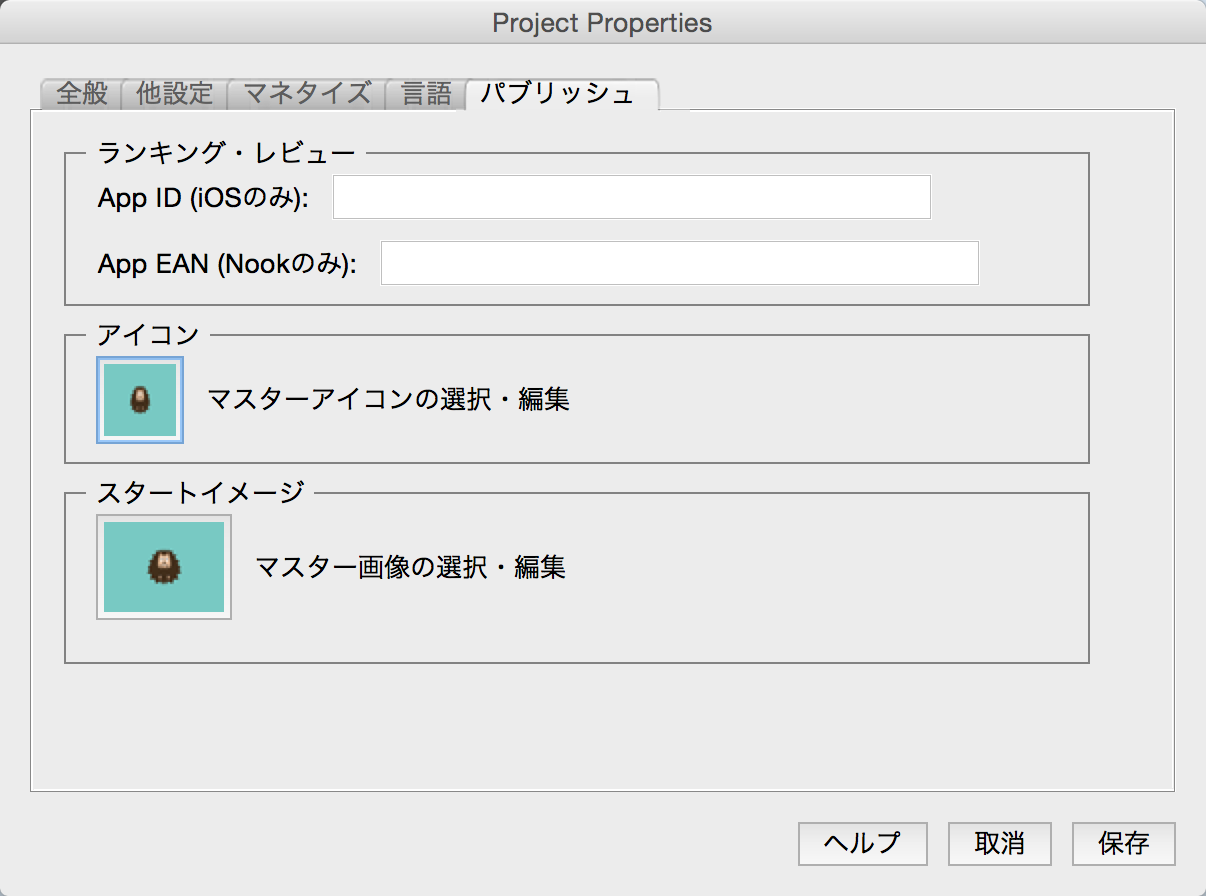 Project Properties
全般 他設定 マネタイズ 言語 パブリッシュ
ランキング・レビュー
App ID (iOSのみ):
App EAN (Nookのみ):
アイコン
マスターアイコンの選択・編集
スタートイメージ
マスター画像の選択・編集
ヘルプ 取消 保存